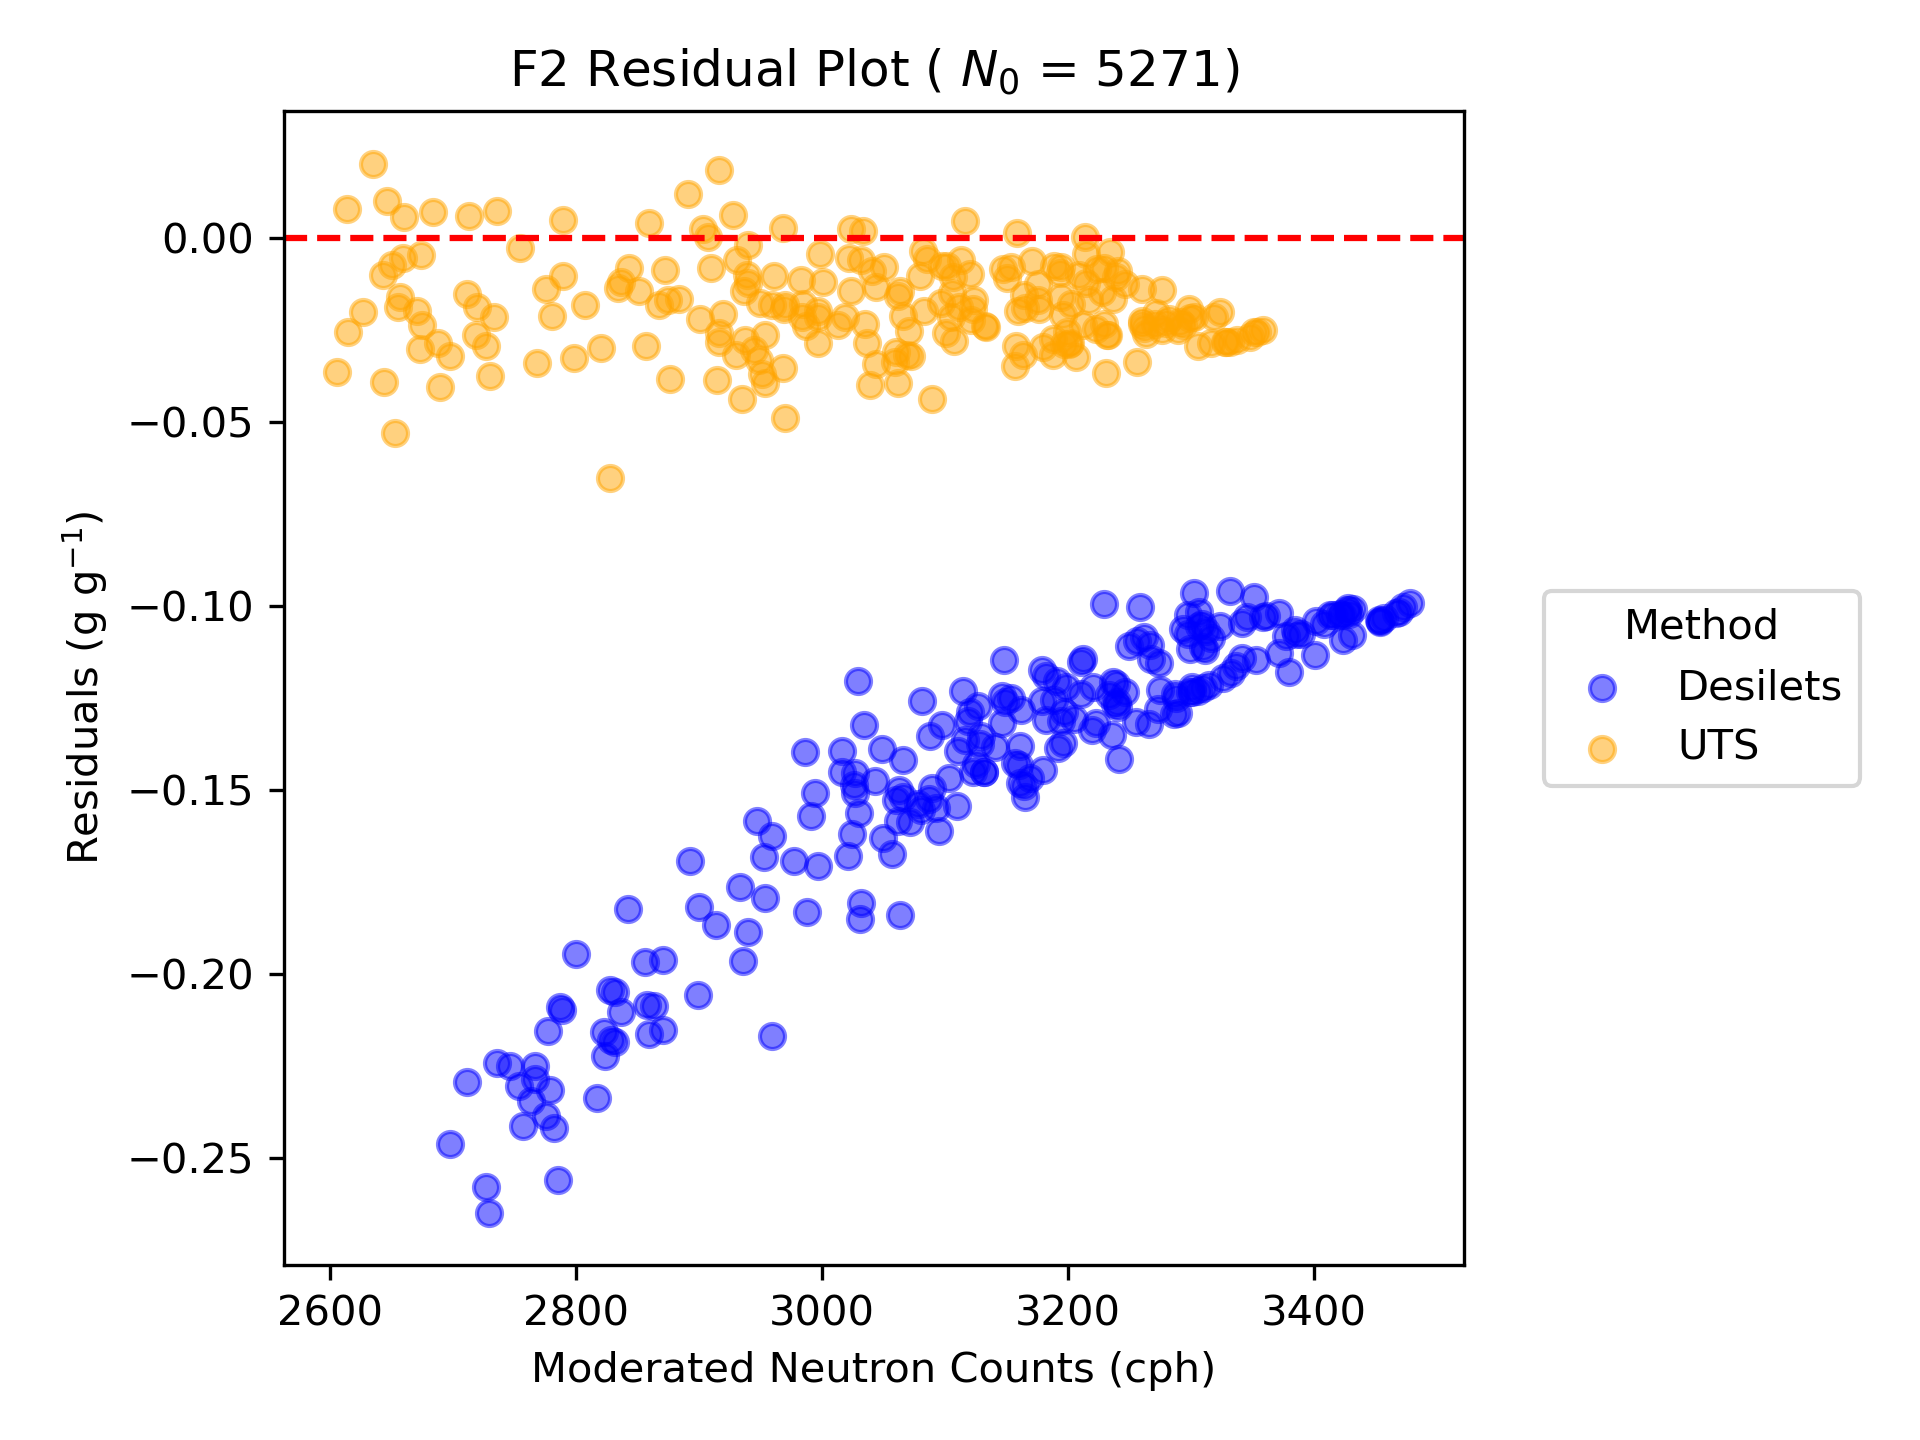 F2 Residual Plot ( N₀ = 5271)
0.00
−0.05
−0.10
−0.15
−0.20
−0.25
Residuals (g g⁻¹)
2600 2800 3000 3200 3400
Moderated Neutron Counts (cph)
Method
Desilets
UTS